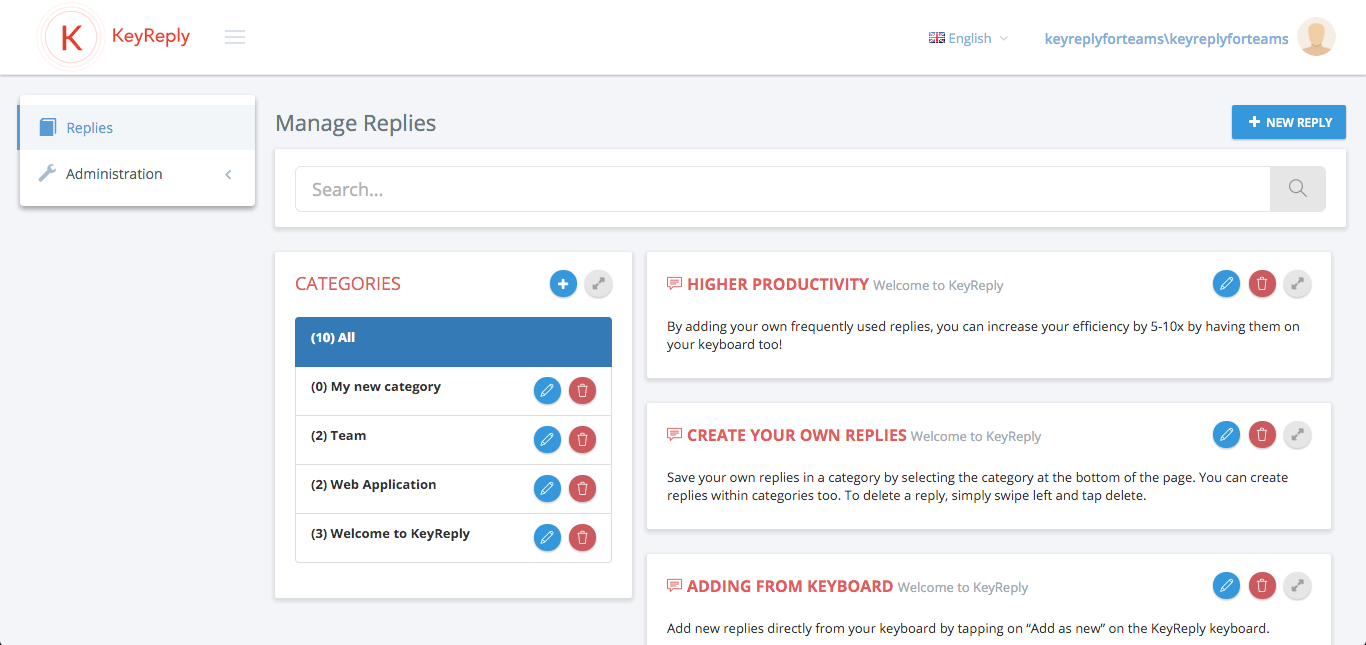 K KeyReply
English
keyreplyforteams\keyreplyforteams
Replies
Administration
Manage Replies
NEW REPLY
Search...
CATEGORIES
(10) All
(0) My new category
(2) Team
(2) Web Application
(3) Welcome to KeyReply
HIGHER PRODUCTIVITY Welcome to KeyReply
By adding your own frequently used replies, you can increase your efficiency by 5-10x by having them on
your keyboard too!
CREATE YOUR OWN REPLIES Welcome to KeyReply
Save your own replies in a category by selecting the category at the bottom of the page. You can create
replies within categories too. To delete a reply, simply swipe left and tap delete.
ADDING FROM KEYBOARD Welcome to KeyReply
Add new replies directly from your keyboard by tapping on “Add as new” on the KeyReply keyboard.